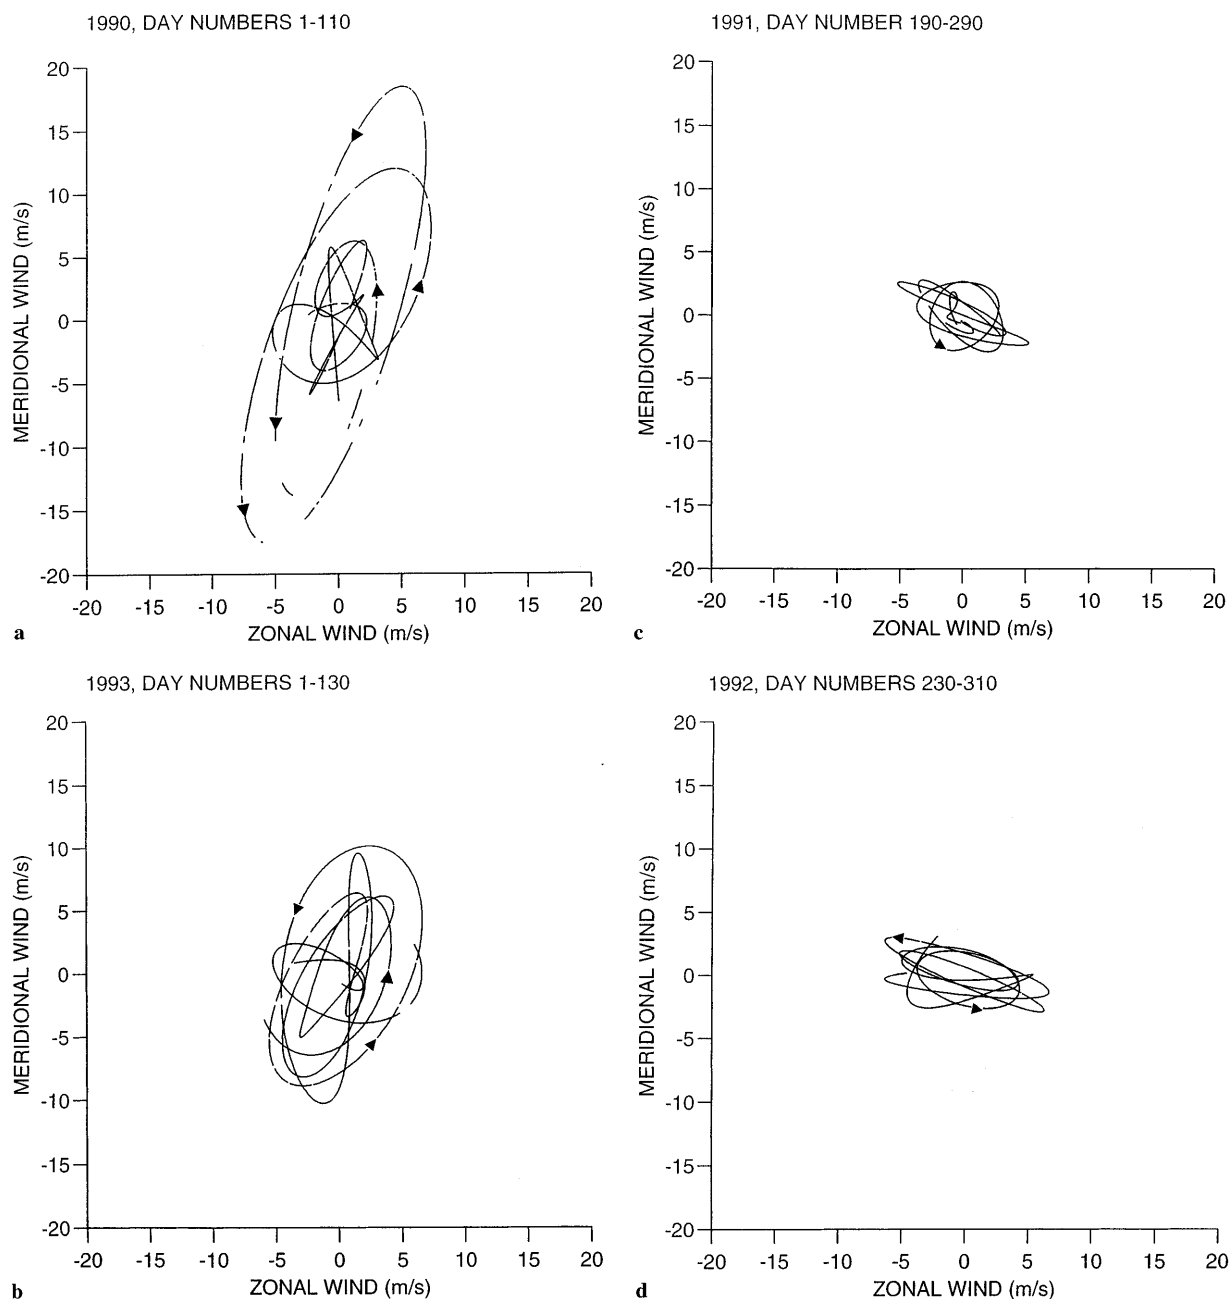 1990, DAY NUMBERS 1-110
20
15
10
5
0
-5
-10
-15
-20
MERIDIONAL WIND (m/s)
-20 -15 -10 -5 0 5 10 15 20
a
ZONAL WIND (m/s)
1991, DAY NUMBER 190-290
20
15
10
5
0
-5
-10
-15
-20
MERIDIONAL WIND (m/s)
-20 -15 -10 -5 0 5 10 15 20
c
ZONAL WIND (m/s)
1993, DAY NUMBERS 1-130
20
15
10
5
0
-5
-10
-15
-20
MERIDIONAL WIND (m/s)
-20 -15 -10 -5 0 5 10 15 20
b
ZONAL WIND (m/s)
1992, DAY NUMBERS 230-310
20
15
10
5
0
-5
-10
-15
-20
MERIDIONAL WIND (m/s)
-20 -15 -10 -5 0 5 10 15 20
d
ZONAL WIND (m/s)